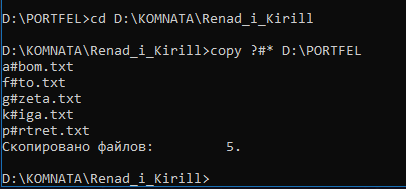 D:\PORTFEL>cd D:\KOMNATA\Renad_i_Kirill
D:\KOMNATA\Renad_i_Kirill>copy ?#* D:\PORTFEL
a#bom.txt
f#to.txt
g#zeta.txt
k#iga.txt
p#rtret.txt
Скопировано файлов:         5.
D:\KOMNATA\Renad_i_Kirill>